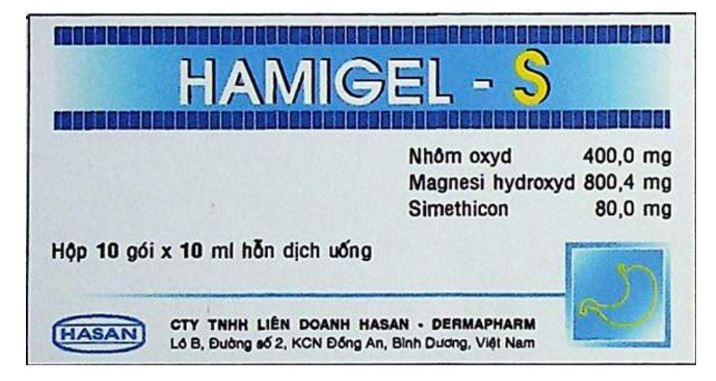 HAMIGEL - S
Nhôm oxyd 400,0 mg
Magnesi hydroxyd 800,4 mg
Simethicon 80,0 mg
Hộp 10 gói x 10 ml hỗn dịch uống
HASAN
CTY TNHH LIÊN DOANH HASAN - DERMAPHARM
Lô B, Đường số 2, KCN Đồng An, Bình Dương, Việt Nam